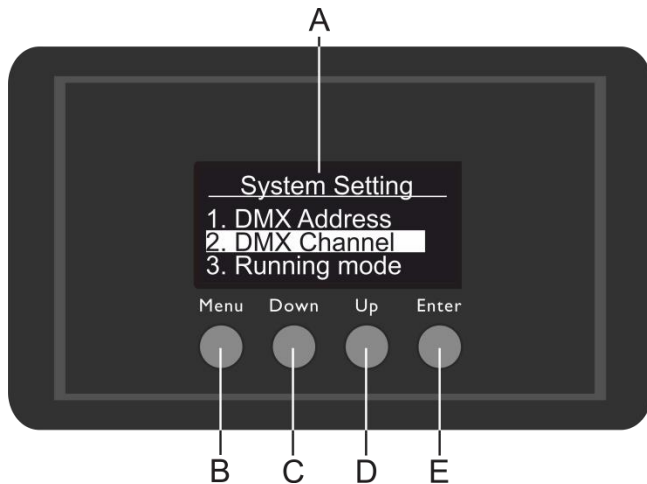 A
System Setting
1. DMX Address
2. DMX Channel
3. Running mode
Menu Down Up Enter
B C D E